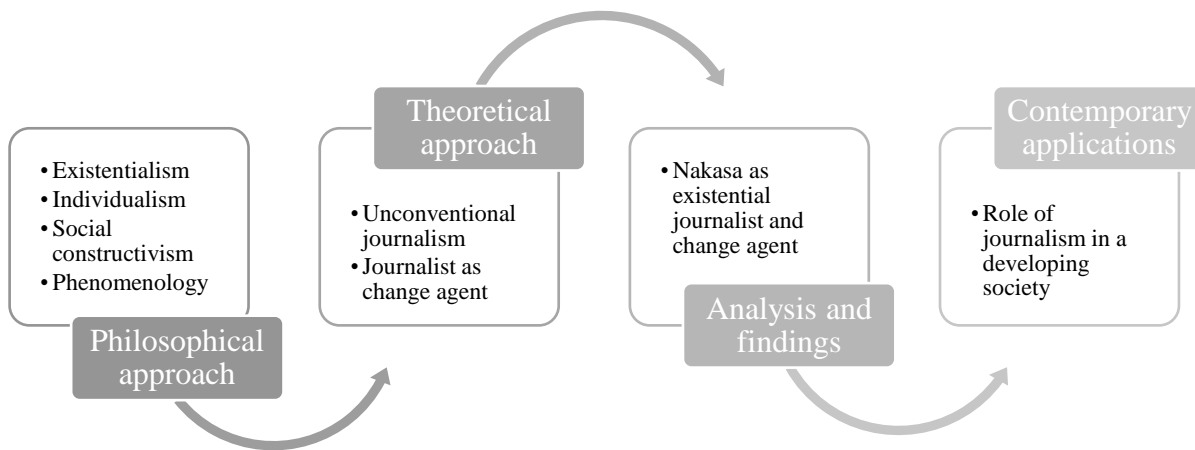 • Existentialism
• Individualism
• Social
constructivism
• Phenomenology
Philosophical
approach
Theoretical
approach
• Unconventional
journalism
• Journalist as
change agent
• Nakasa as
existential
journalist and
change agent
Analysis and
findings
Contemporary
applications
• Role of
journalism in a
developing
society